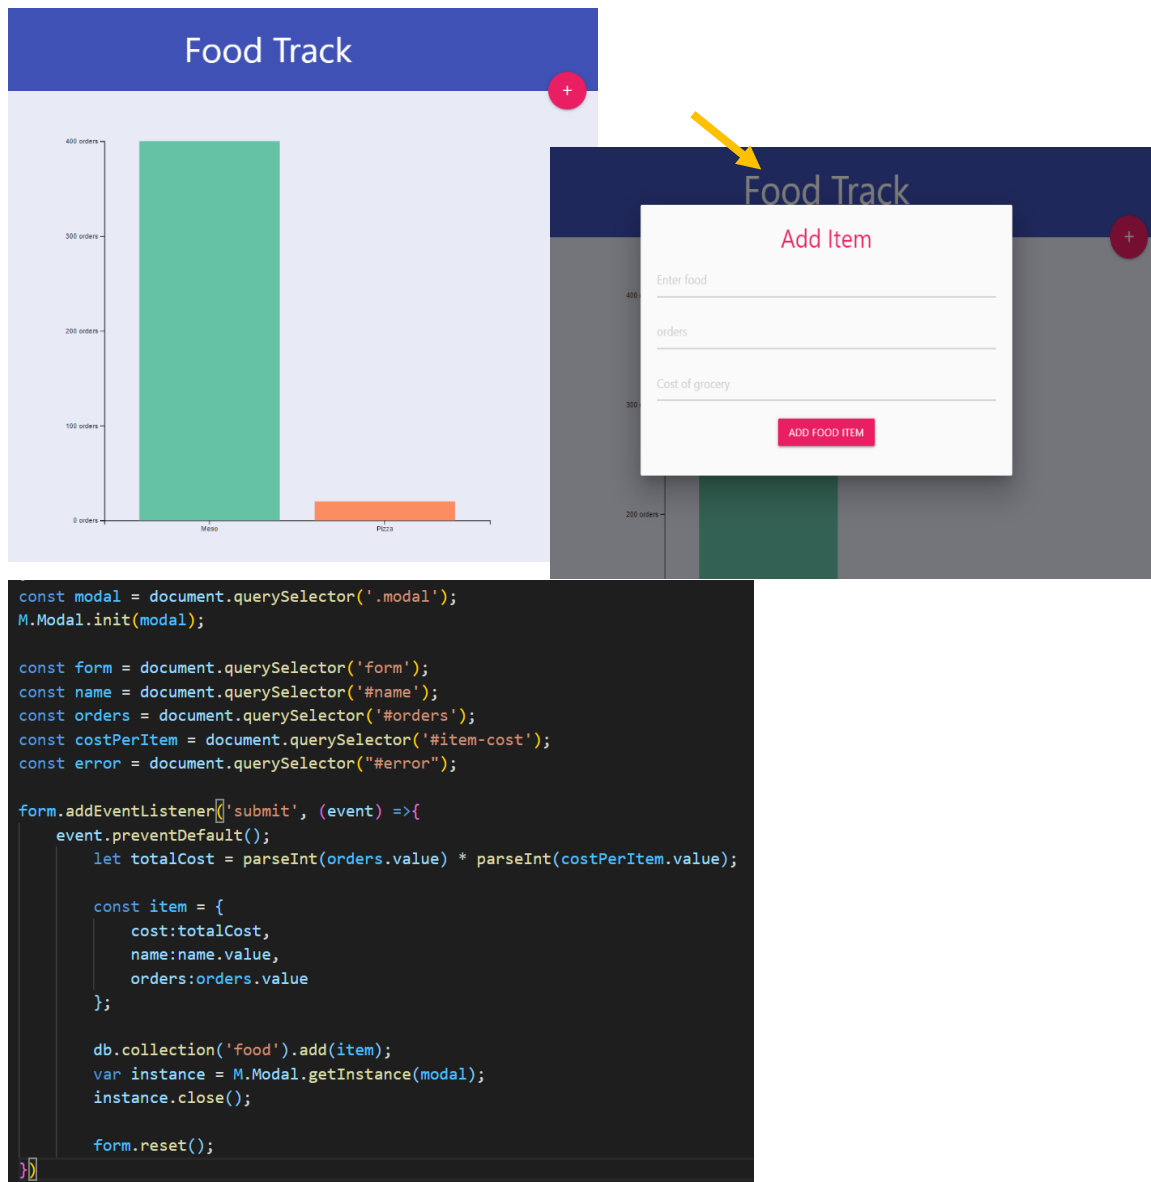 Food Track
+
400 orders
300 orders
200 orders
100 orders
0 orders
Moso
Pizza
Food Track
+
Add Item
Enter food
orders
Cost of grocery
ADD FOOD ITEM
400
300
200 orders
const modal = document.querySelector('.modal');
M.Modal.init(modal);
const form = document.querySelector('form');
const name = document.querySelector('#name');
const orders = document.querySelector('#orders');
const costPerItem = document.querySelector('#item-cost');
const error = document.querySelector("#error");
form.addEventListener('submit', (event) =>{
event.preventDefault();
let totalCost = parseInt(orders.value) * parseInt(costPerItem.value);
const item = {
cost:totalCost,
name:name.value,
orders:orders.value
};
db.collection('food').add(item);
var instance = M.Modal.getInstance(modal);
instance.close();
form.reset();
})